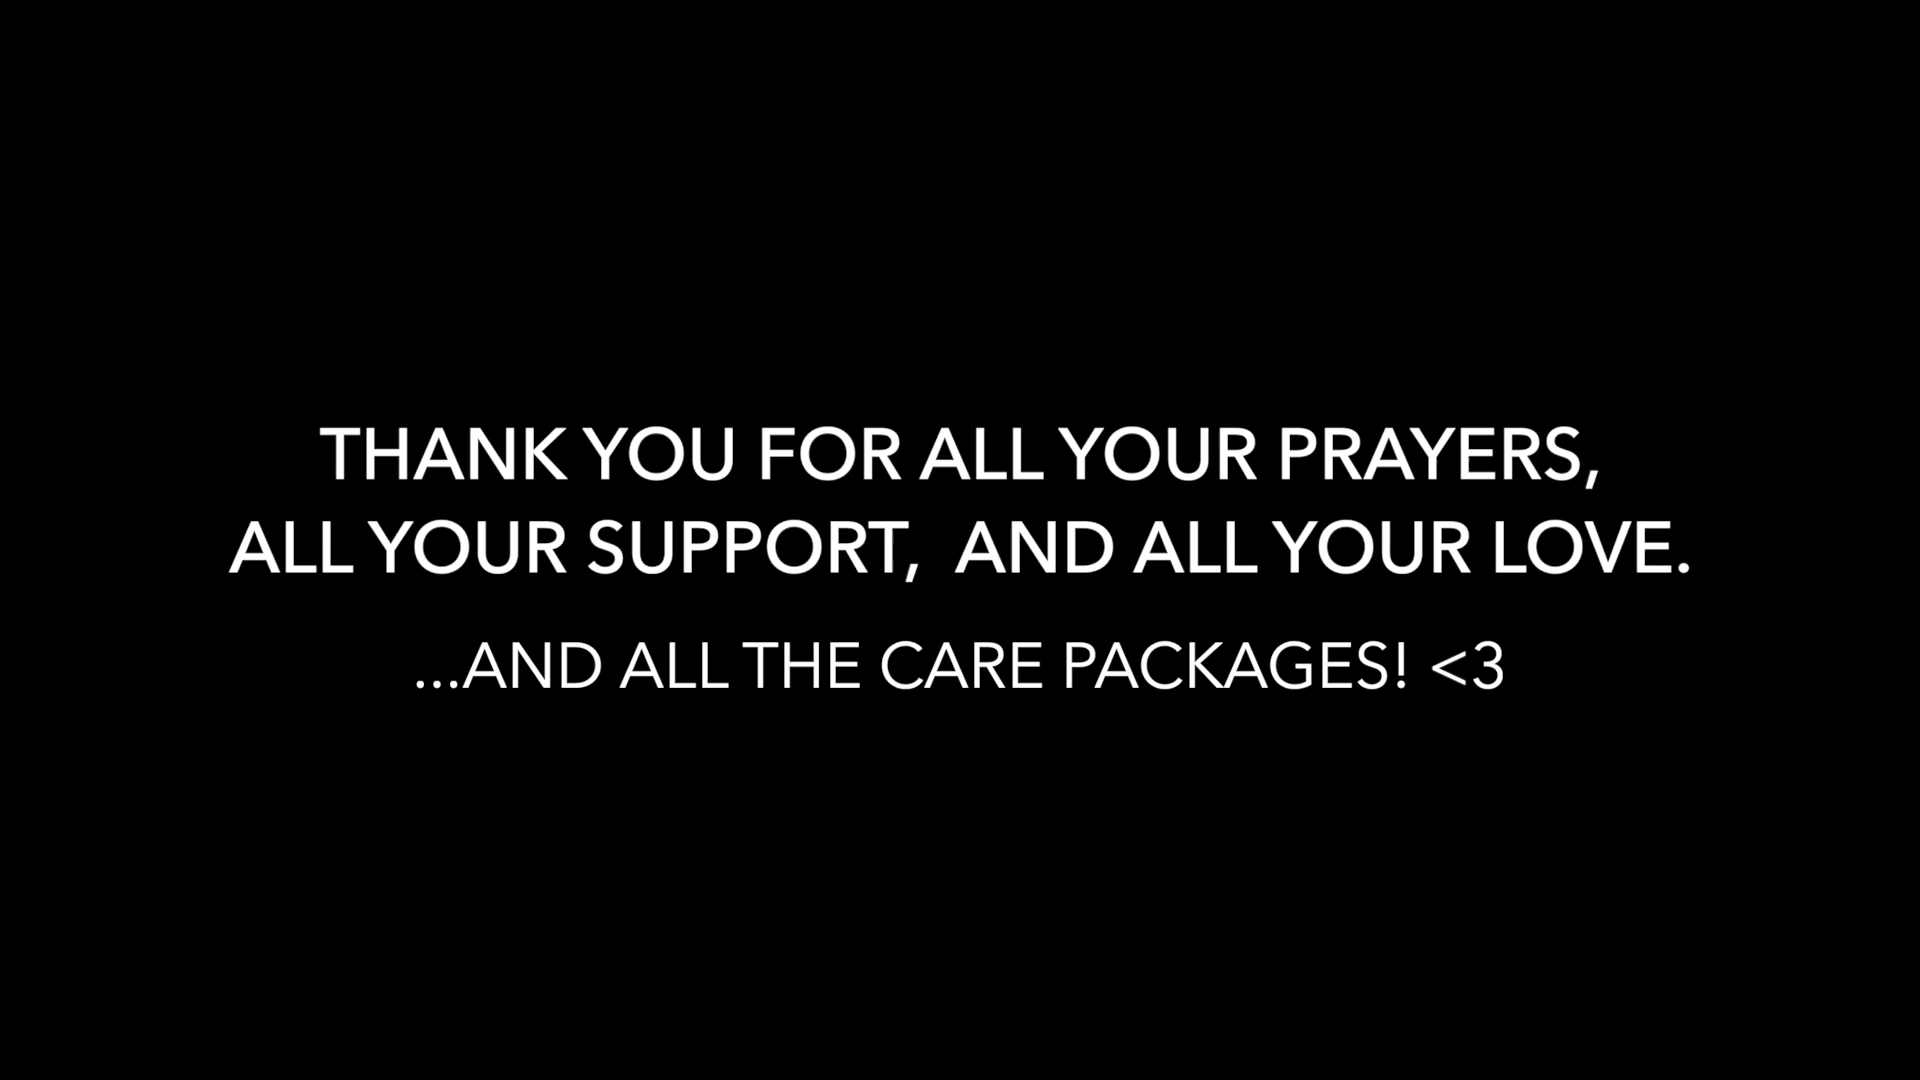 THANK YOU FOR ALL YOUR PRAYERS,
ALL YOUR SUPPORT,  AND ALL YOUR LOVE.
...AND ALL THE CARE PACKAGES! <3